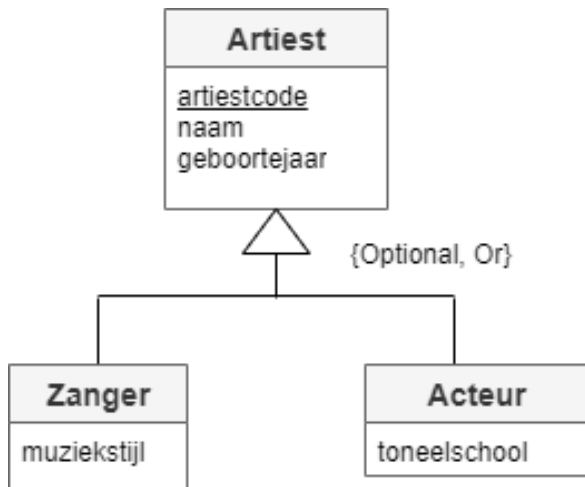 Artiest
artiestcode
naam
geboortejaar
{Optional, Or}
Zanger
muziekstijl
Acteur
toneelschool